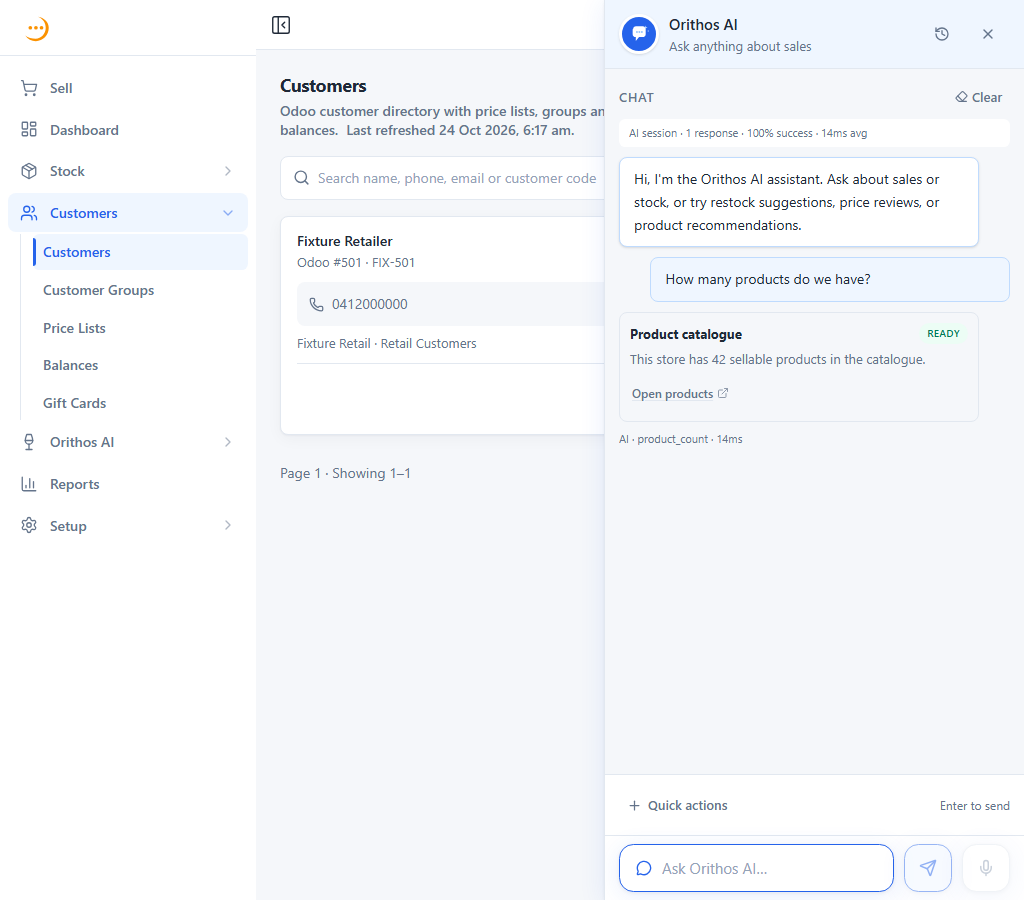 Sell
Dashboard
Stock
Customers
Customers
Customer Groups
Price Lists
Balances
Gift Cards
Orithos AI
Reports
Setup
Customers
Odoo customer directory with price lists, groups an
balances. Last refreshed 24 Oct 2026, 6:17 am.
Search name, phone, email or customer code
Fixture Retailer
Odoo #501 · FIX-501
0412000000
Fixture Retail · Retail Customers
Page 1 · Showing 1–1
Orithos AI
Ask anything about sales
CHAT
Clear
AI session · 1 response · 100% success · 14ms avg
Hi, I'm the Orithos AI assistant. Ask about sales or
stock, or try restock suggestions, price reviews, or
product recommendations.
How many products do we have?
Product catalogue
READY
This store has 42 sellable products in the catalogue.
Open products
AI · product_count · 14ms
Quick actions
Enter to send
Ask Orithos AI...